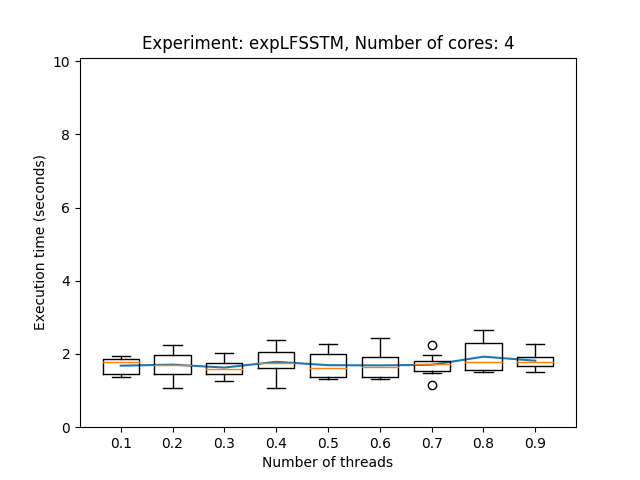 Experiment: expLFSSTM, Number of cores: 4
Execution time (seconds)
10
8
6
4
2
0
0.1 0.2 0.3 0.4 0.5 0.6 0.7 0.8 0.9
Number of threads